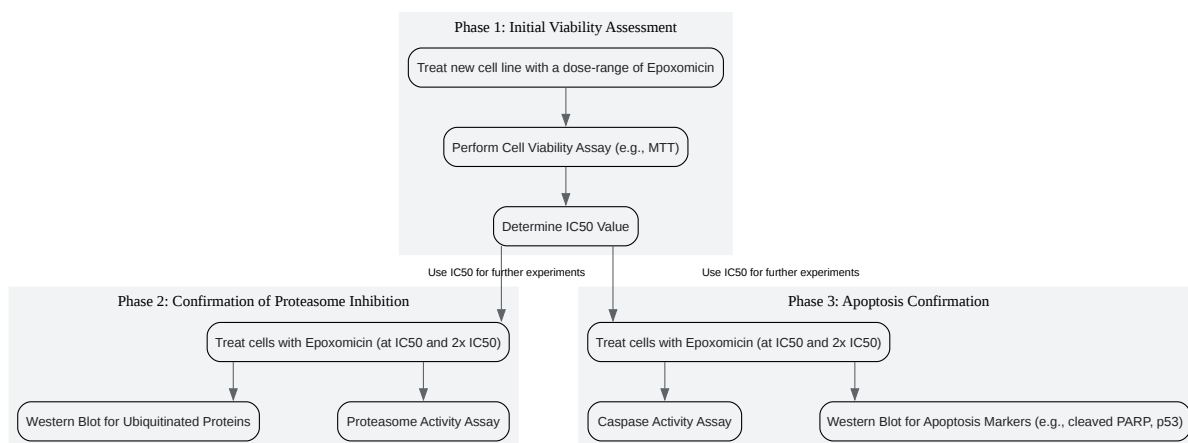 Phase 1: Initial Viability Assessment
Treat new cell line with a dose-range of Epoxomicin
Perform Cell Viability Assay (e.g., MTT)
Determine IC50 Value
Use IC50 for further experiments
Use IC50 for further experiments
Phase 2: Confirmation of Proteasome Inhibition
Treat cells with Epoxomicin (at IC50 and 2x IC50)
Western Blot for Ubiquitinated Proteins
Proteasome Activity Assay
Phase 3: Apoptosis Confirmation
Treat cells with Epoxomicin (at IC50 and 2x IC50)
Caspase Activity Assay
Western Blot for Apoptosis Markers (e.g., cleaved PARP, p53)